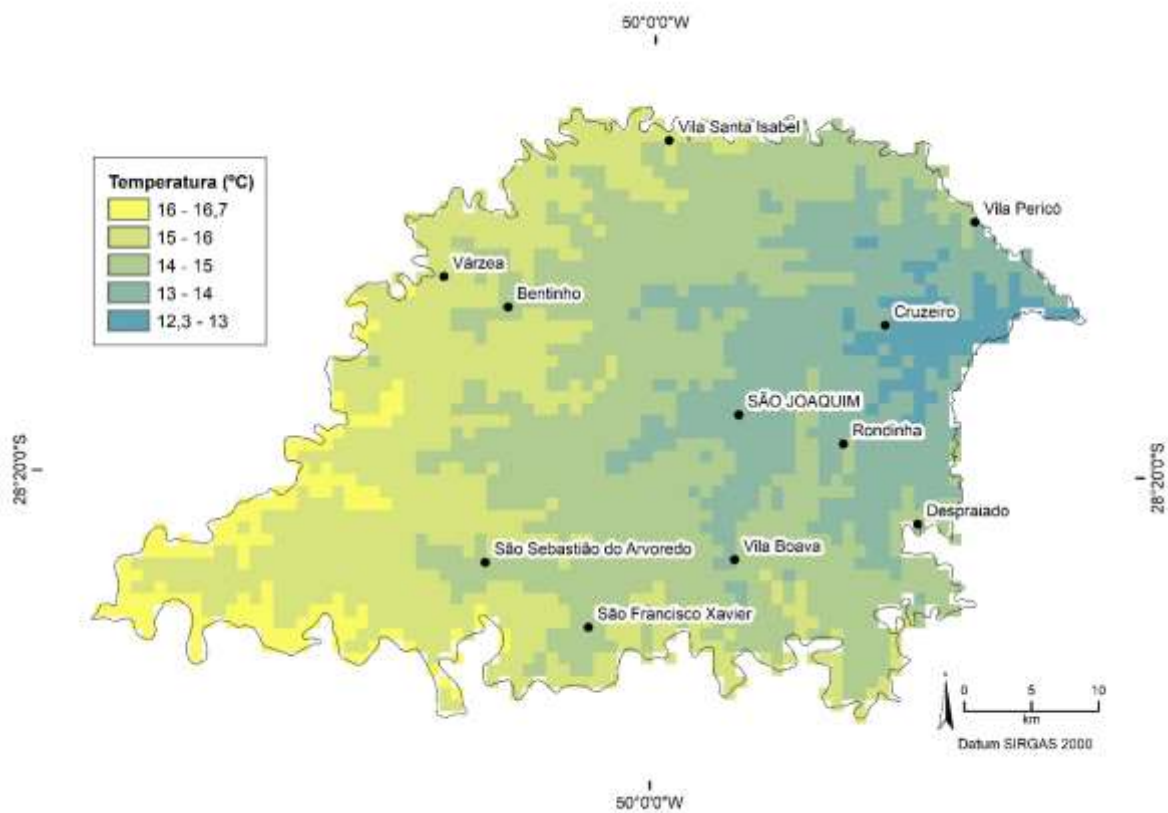 50°0'0"W
Vila Santa Isabel
Temperatura (ºC)
16 - 16,7
15 - 16
14 - 15
13 - 14
12,3 - 13
Vila Pericó
Várzea
Bentinho
Cruzeiro
SÃO JOAQUIM
Rondinha
28°20'0"S
28°20'0"S
Despraiado
São Sebastião do Arvoredo
Vila Boava
São Francisco Xavier
0 5 10
km
Datum SIRGAS 2000
50°0'0"W